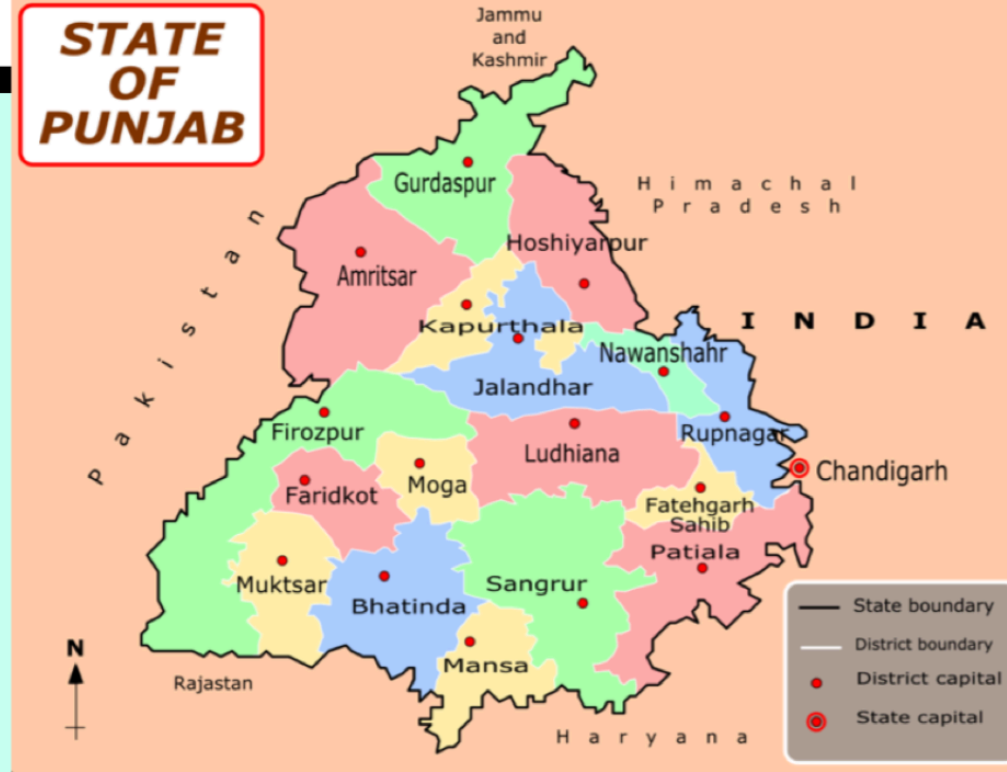 STATE
OF
PUNJAB
Jammu
and
Kashmir
Gurdaspur
Himachal
Pradesh
Hoshiyarpur
Pakistan
Amritsar
Kapurthala
INDIA
Nawanshahr
Jalandhar
Firozpur
Rupnagar
Ludhiana
Chandigarh
Moga
Faridkot
Fatehgarh
Sahib
Patiala
Muktsar
Sangrur
Bhatinda
Mansa
N
Rajastan
Haryana
State boundary
District boundary
District capital
State capital